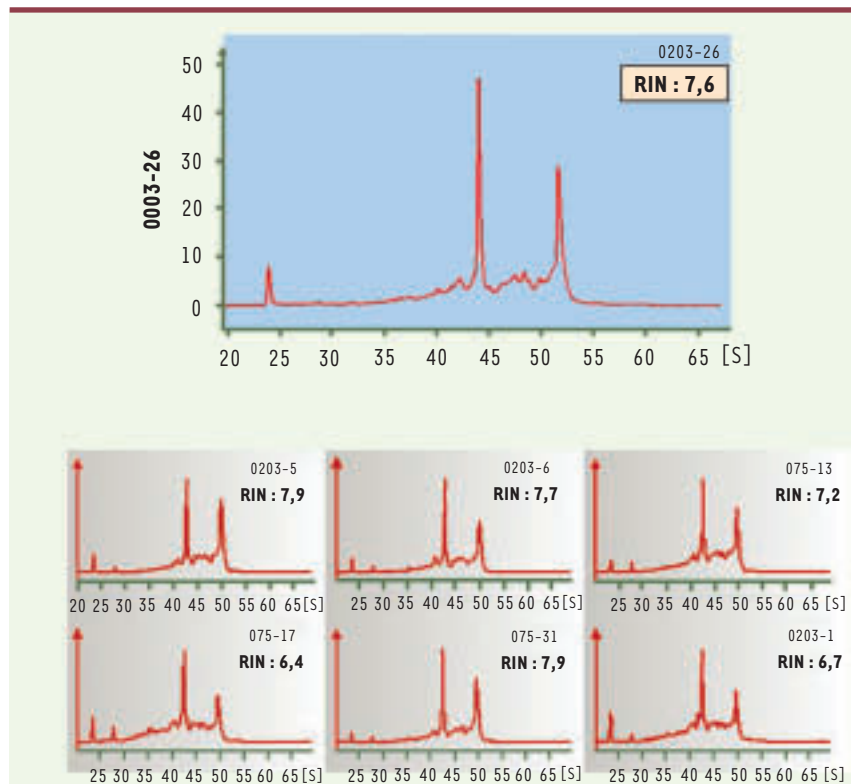 0203-26
RIN : 7,6
50
40
30
20
10
0
0003-26
20 25 30 35 40 45 50 55 60 65 [S]
0203-5
RIN : 7,9
20 25 30 35 40 45 50 55 60 65[S]
0203-6
RIN : 7,7
25 30 35 40 45 50 55 60 65[S]
075-13
RIN : 7,2
25 30 35 40 45 50 55 60 65[S]
075-17
RIN : 6,4
25 30 35 40 45 50 55 60 65[S]
075-31
RIN : 7,9
25 30 35 40 45 50 55 60 65[S]
0203-1
RIN : 6,7
25 30 35 40 45 50 55 60 65[S]